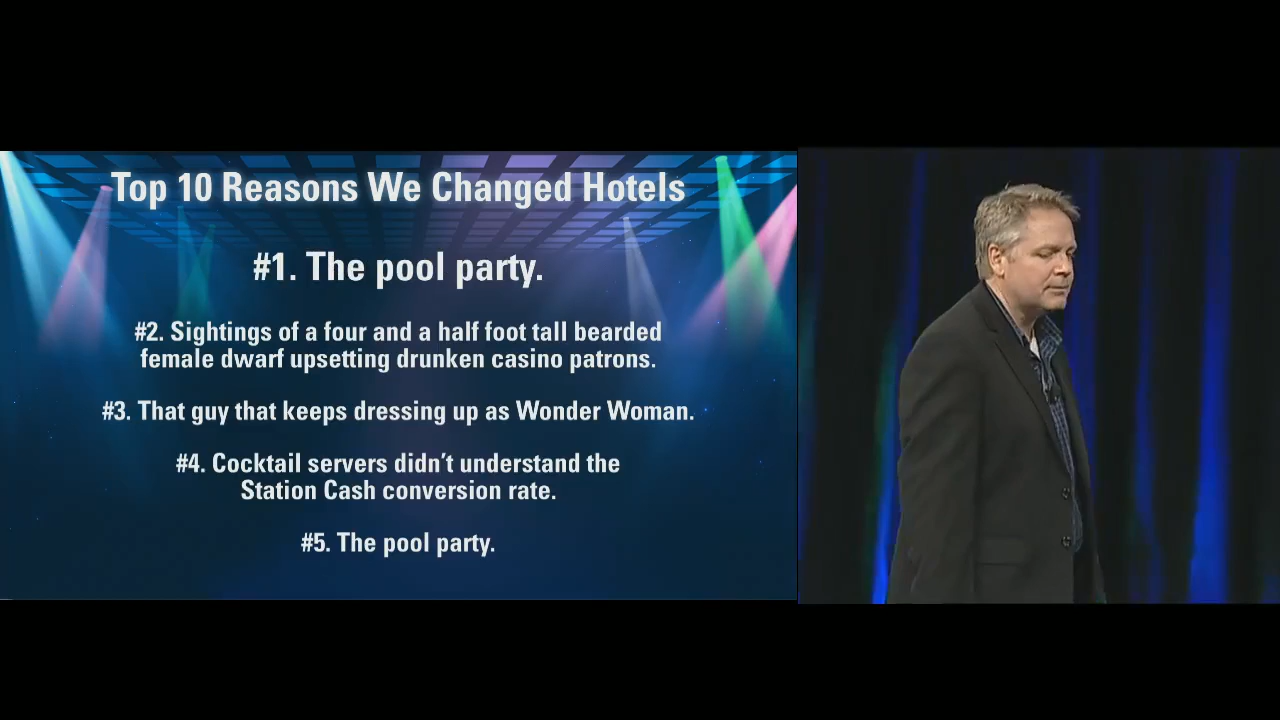 Top 10 Reasons We Changed Hotels
#1. The pool party.
#2. Sightings of a four and a half foot tall bearded
female dwarf upsetting drunken casino patrons.
#3. That guy that keeps dressing up as Wonder Woman.
#4. Cocktail servers didn't understand the
Station Cash conversion rate.
#5. The pool party.